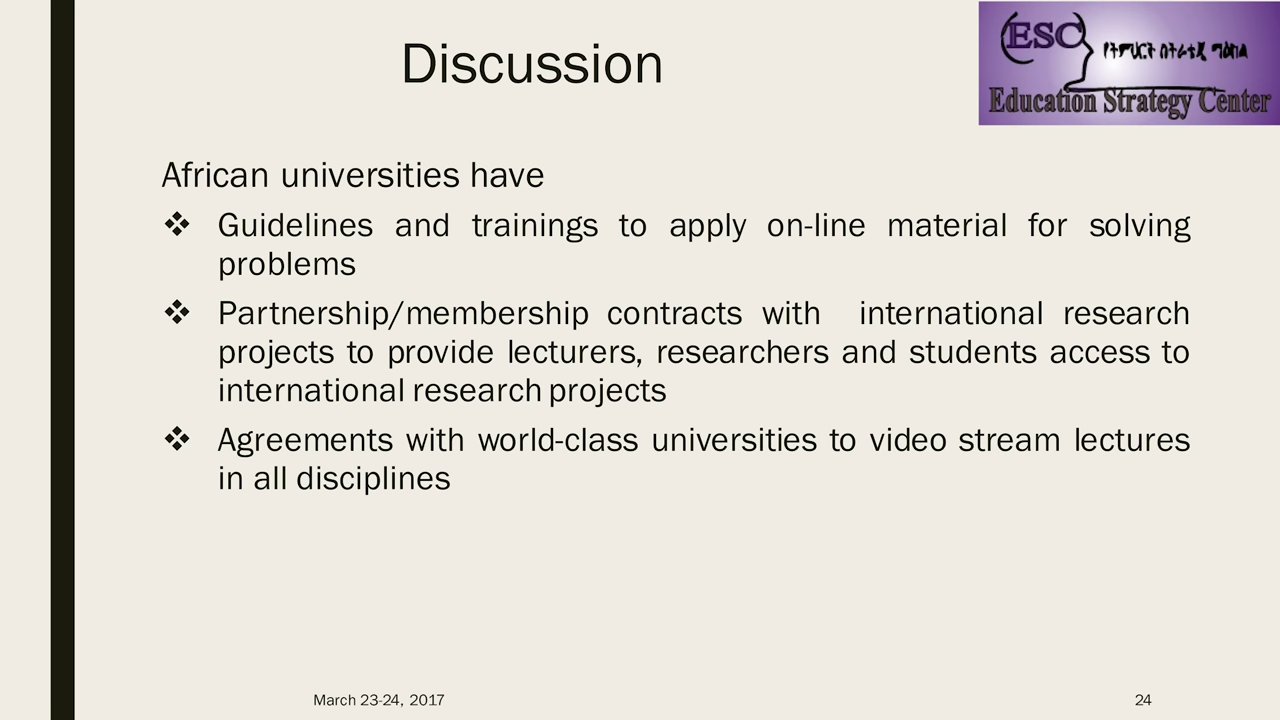 Discussion
ESC
የትምህርት ስትራቴጂ ማዕከል
Education Strategy Center
African universities have
❖ Guidelines and trainings to apply on-line material for solving
problems
❖ Partnership/membership contracts with international research
projects to provide lecturers, researchers and students access to
international research projects
❖ Agreements with world-class universities to video stream lectures
in all disciplines
March 23-24, 2017
24